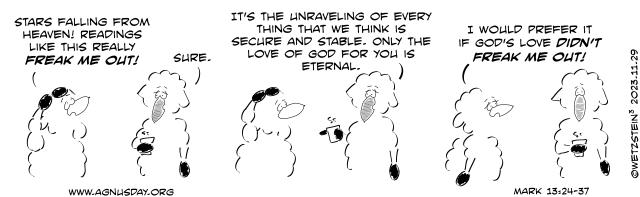 STARS FALLING FROM
HEAVEN! READINGS
LIKE THIS REALLY
FREAK ME OUT!
SURE.
IT'S THE UNRAVELING OF EVERY
THING THAT WE THINK IS
SECURE AND STABLE. ONLY THE
LOVE OF GOD FOR YOU IS
ETERNAL.
I WOULD PREFER IT
IF GOD'S LOVE DIDN'T
FREAK ME OUT!
WWW.AGNUSDAY.ORG
MARK 13:24-37
©WETZSTEIN³ 2023.11.29